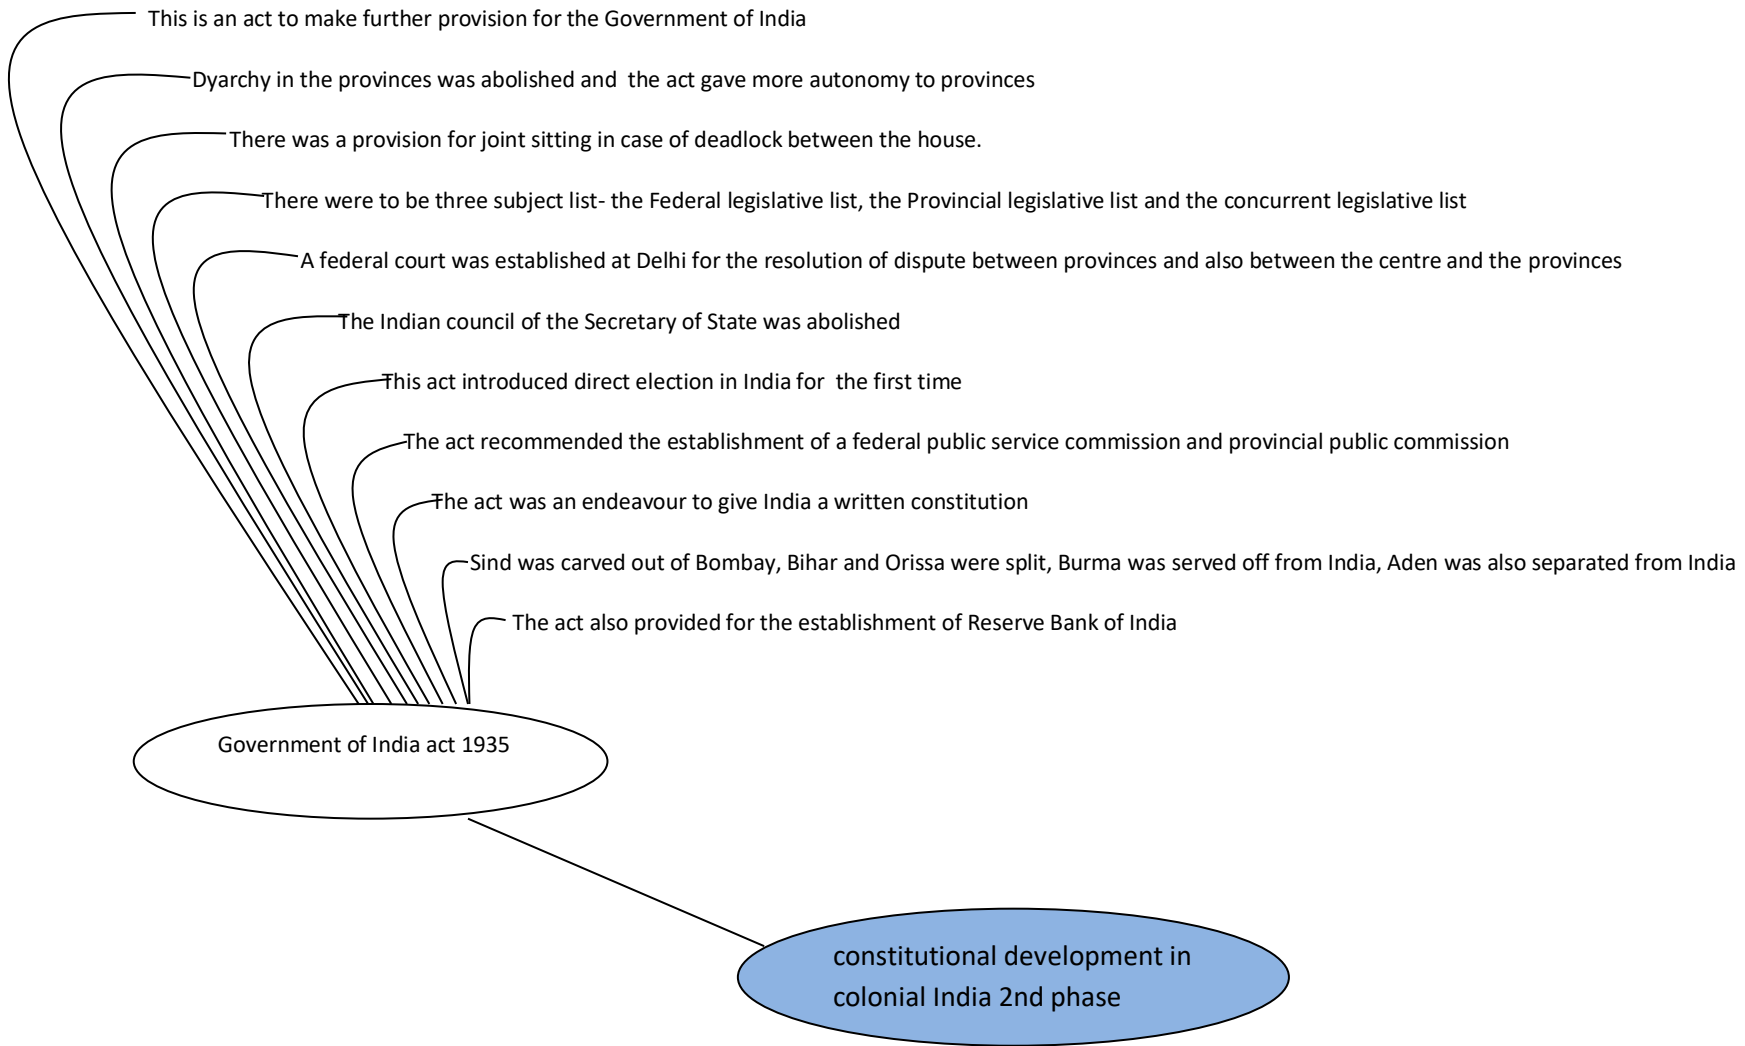 This is an act to make further provision for the Government of India
Dyarchy in the provinces was abolished and the act gave more autonomy to provinces
There was a provision for joint sitting in case of deadlock between the house.
There were to be three subject list- the Federal legislative list, the Provincial legislative list and the concurrent legislative list
A federal court was established at Delhi for the resolution of dispute between provinces and also between the centre and the provinces
The Indian council of the Secretary of State was abolished
This act introduced direct election in India for the first time
The act recommended the establishment of a federal public service commission and provincial public commission
The act was an endeavour to give India a written constitution
Sind was carved out of Bombay, Bihar and Orissa were split, Burma was served off from India, Aden was also separated from India
The act also provided for the establishment of Reserve Bank of India
Government of India act 1935
constitutional development in
colonial India 2nd phase